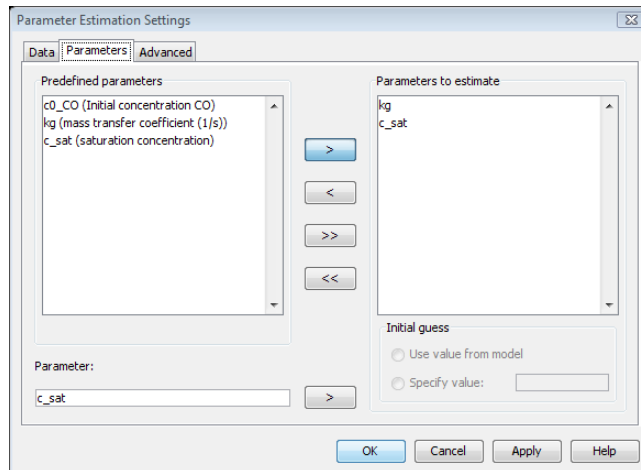 Parameter Estimation Settings
Data Parameters Advanced
Predefined parameters
c0_CO (Initial concentration CO)
kg (mass transfer coefficient (1/s))
c_sat (saturation concentration)
>
<
>>
<<
Parameters to estimate
kg
c_sat
Initial guess
Use value from model
Specify value:
Parameter:
c_sat
>
OK Cancel Apply Help